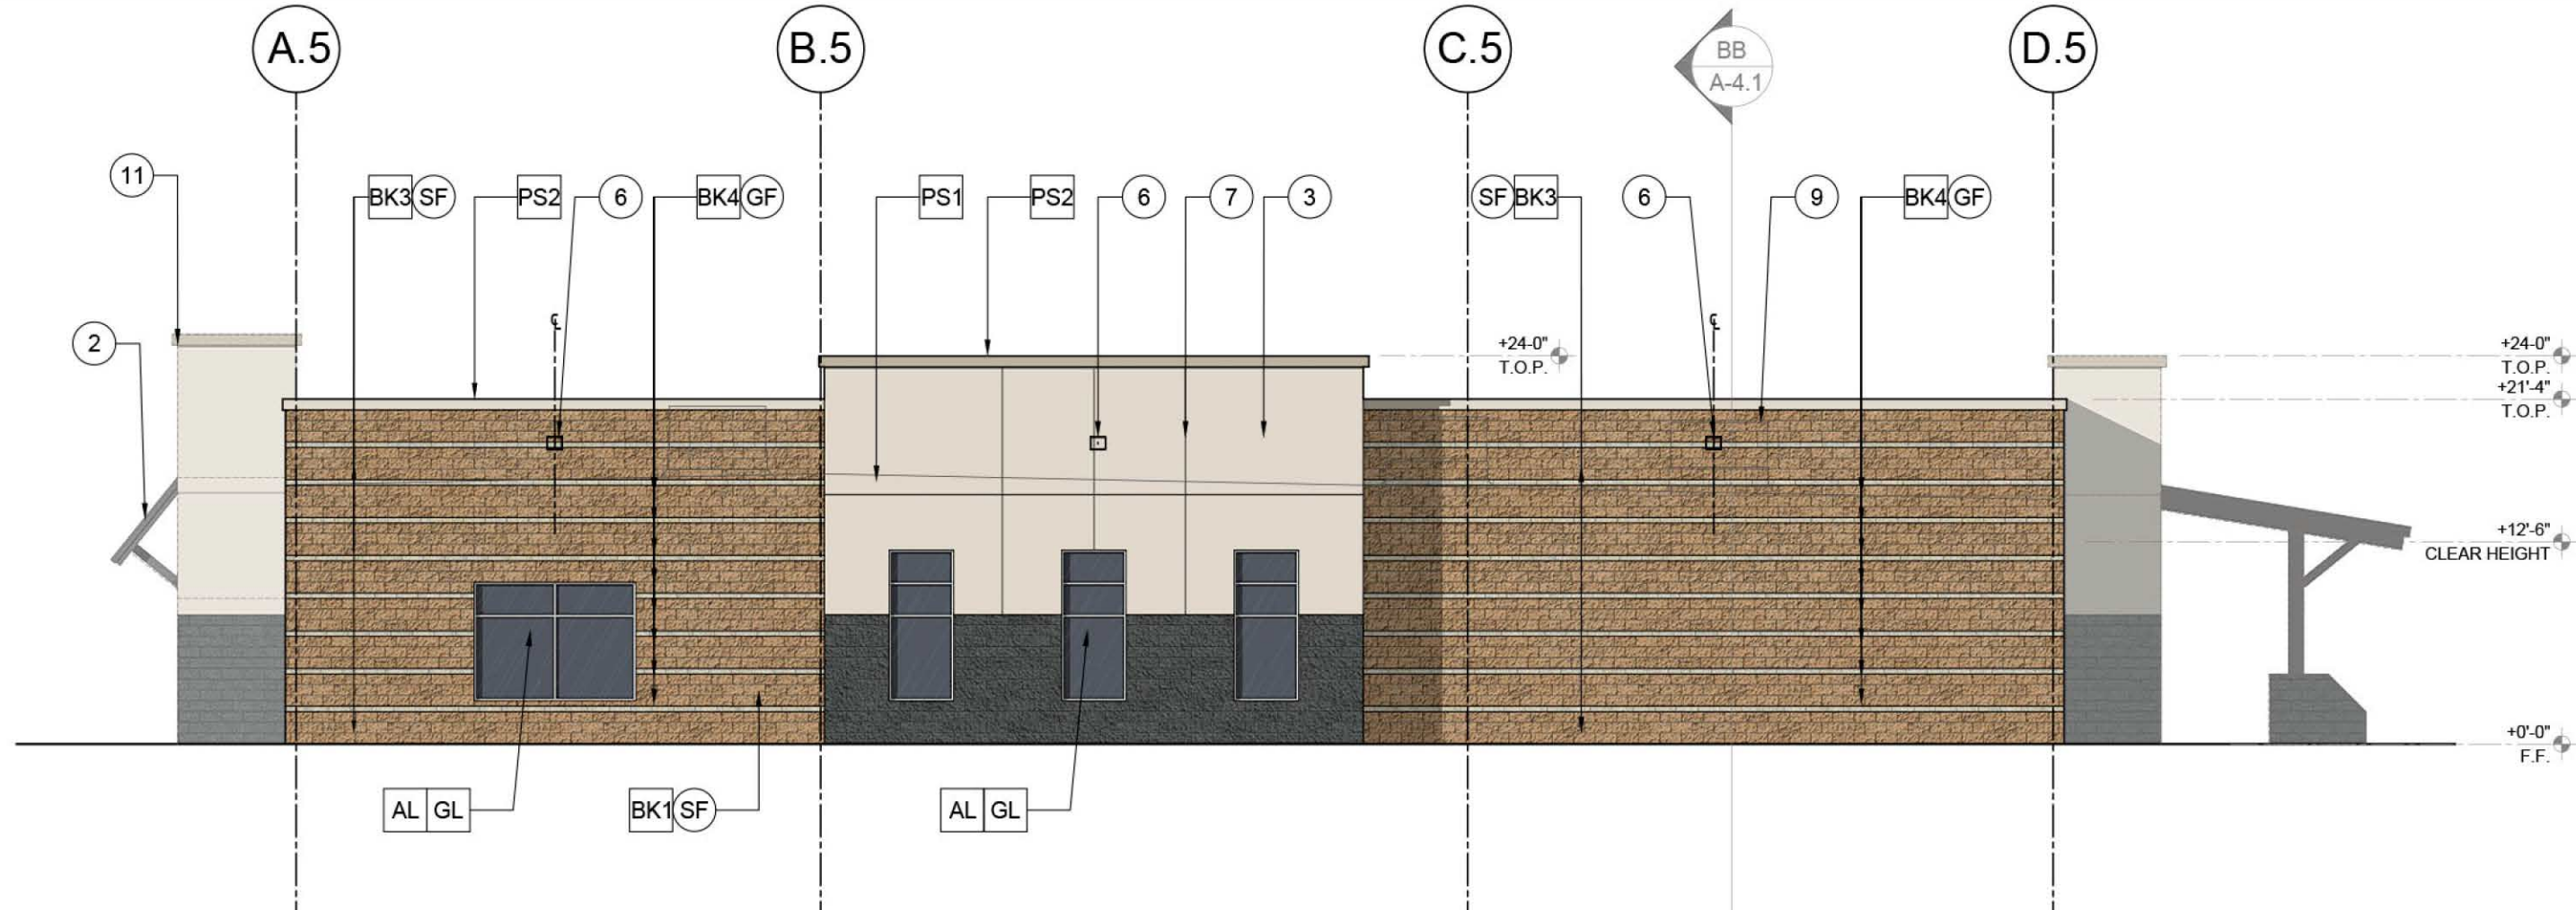 A.5
B.5
C.5
D.5
BB
A-4.1
11
BK3 SF
PS2
6
BK4 GF
PS1
PS2
6
7
3
SF BK3
6
9
BK4 GF
2
℄
℄
+24-0"
T.O.P.
+24-0"
T.O.P.
+21'-4"
T.O.P.
+12'-6"
CLEAR HEIGHT
+0'-0"
F.F.
AL GL
BK1 SF
AL GL